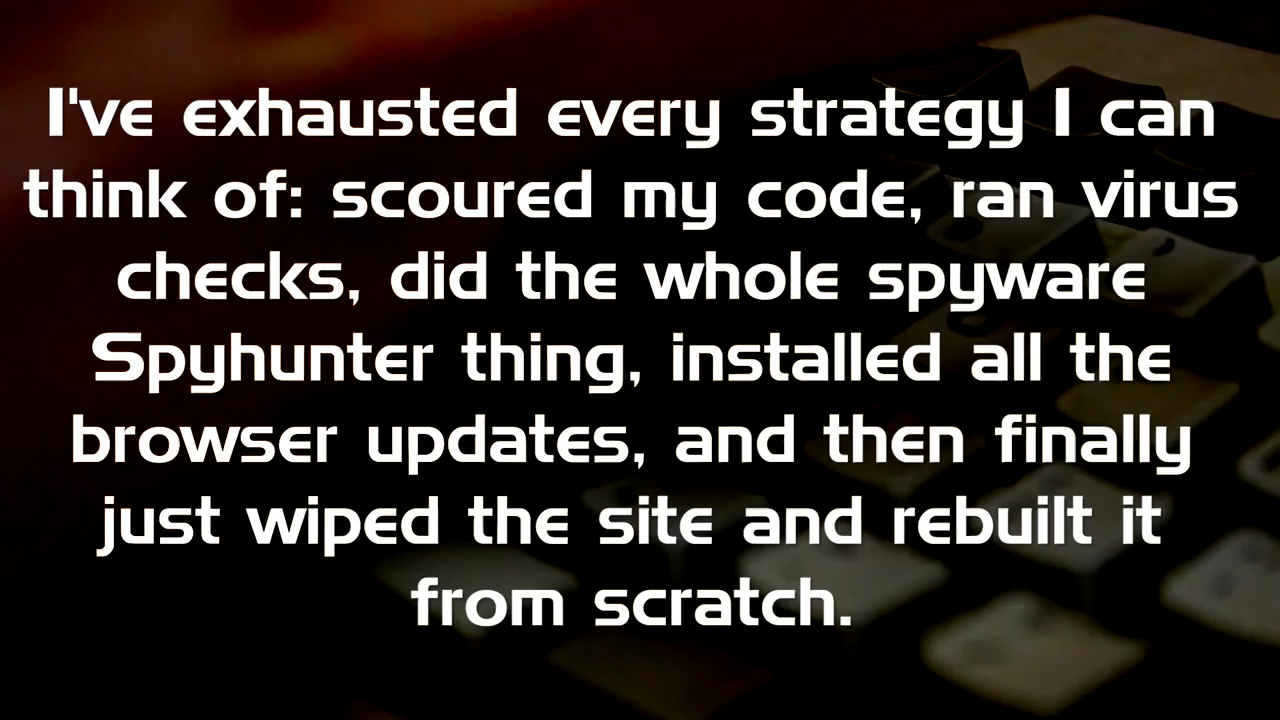 I've exhausted every strategy I can
think of: scoured my code, ran virus
checks, did the whole spyware
Spyhunter thing, installed all the
browser updates, and then finally
just wiped the site and rebuilt it
from scratch.